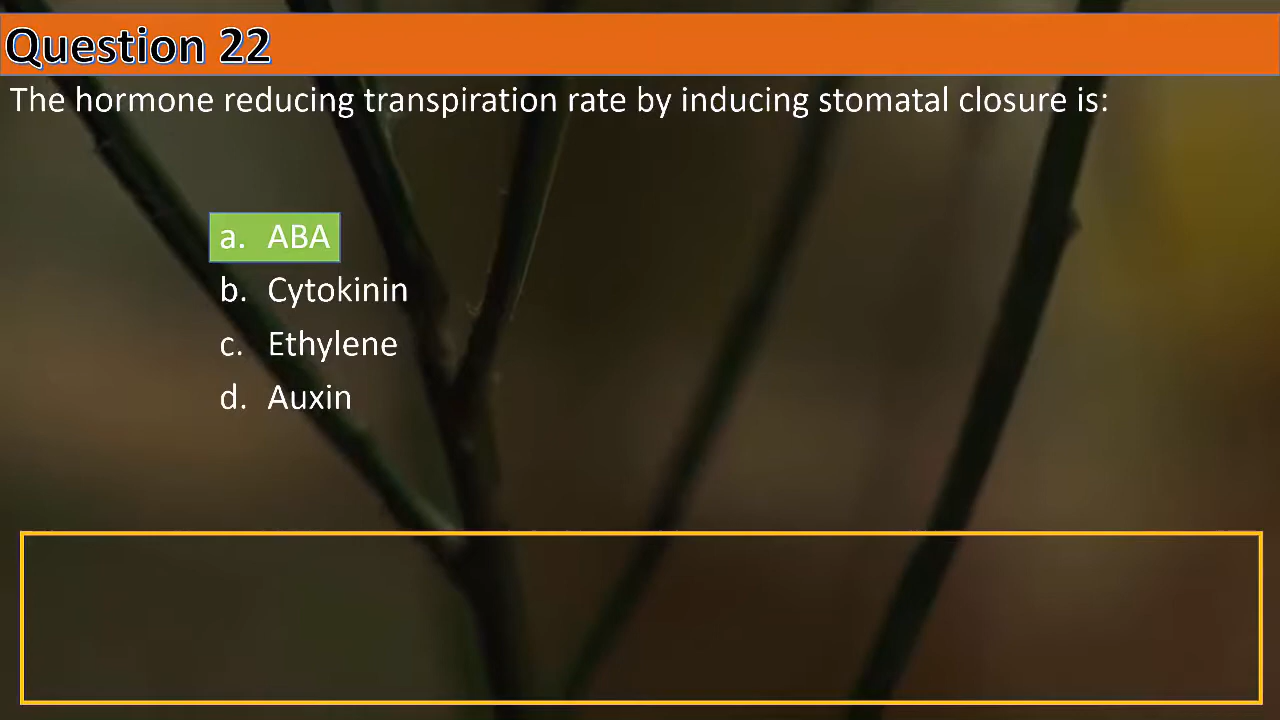 Question 22
The hormone reducing transpiration rate by inducing stomatal closure is:
a. ABA
b. Cytokinin
c. Ethylene
d. Auxin